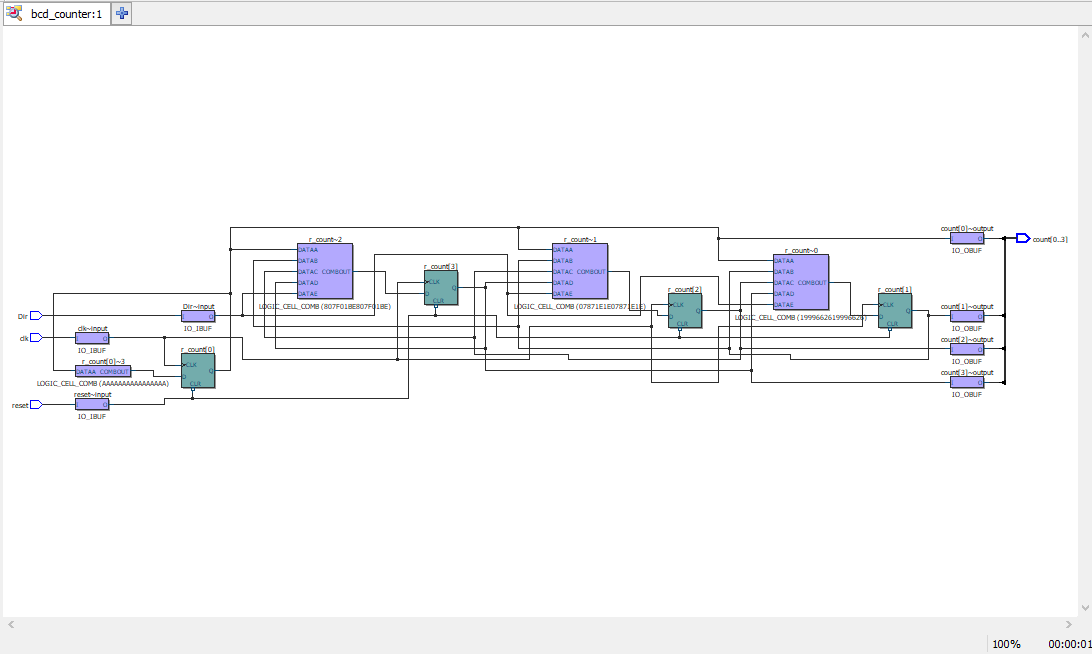 bcd_counter:1
r_count~2
DATAA
DATAB
DATAC COMBOUT
DATAD
DATAE
LOGIC_CELL_COMB (807F01BE807F01BE)
r_count~1
DATAA
DATAB
DATAC COMBOUT
DATAD
DATAE
r_count~0
DATAA
DATAB
DATAC COMBOUT
DATAD
DATAE
r_count[3]
CLK
D
Q
CLR
r_count[2]
CLK
D
Q
CLR
r_count[1]
CLK
D
Q
CLR
count[0]~output
I O
IO_OBUF
count[0..3]
count[1]~output
I O
IO_OBUF
count[2]~output
I O
IO_OBUF
count[3]~output
I O
IO_OBUF
Dir
Dir~input
I O
IO_IBUF
clk
clk~input
I O
IO_IBUF
r_count[0]~3
DATAA COMBOUT
LOGIC_CELL_COMB (AAAAAAAAAAAAAAAA)
r_count[0]
CLK
D
Q
CLR
reset
reset~input
I O
IO_IBUF
100%
00:00:01